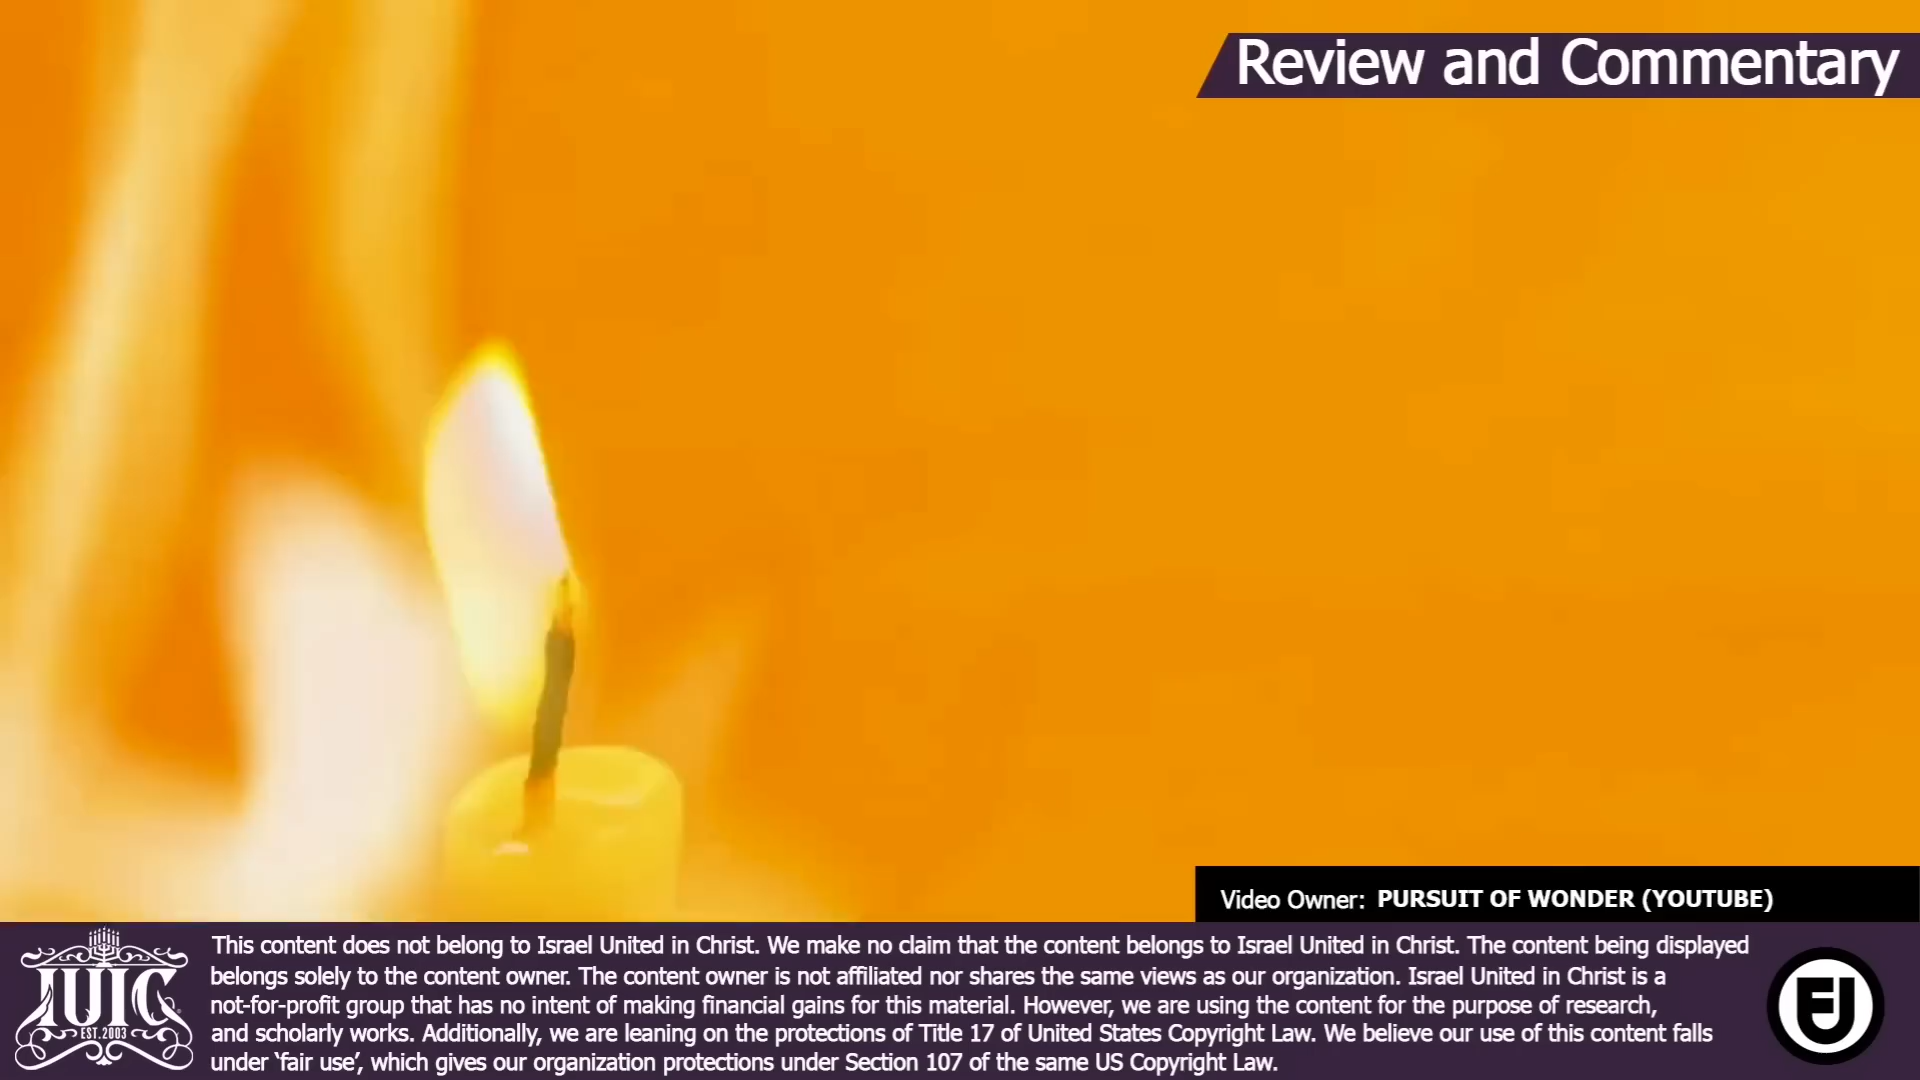 Review and Commentary
Video Owner: PURSUIT OF WONDER (YOUTUBE)
This content does not belong to Israel United in Christ. We make no claim that the content belongs to Israel United in Christ. The content being displayed
belongs solely to the content owner. The content owner is not affiliated nor shares the same views as our organization. Israel United in Christ is a
not-for-profit group that has no intent of making financial gains for this material. However, we are using the content for the purpose of research,
and scholarly works. Additionally, we are leaning on the protections of Title 17 of United States Copyright Law. We believe our use of this content falls
under ‘fair use’, which gives our organization protections under Section 107 of the same US Copyright Law.
IUIC
EST. 2003